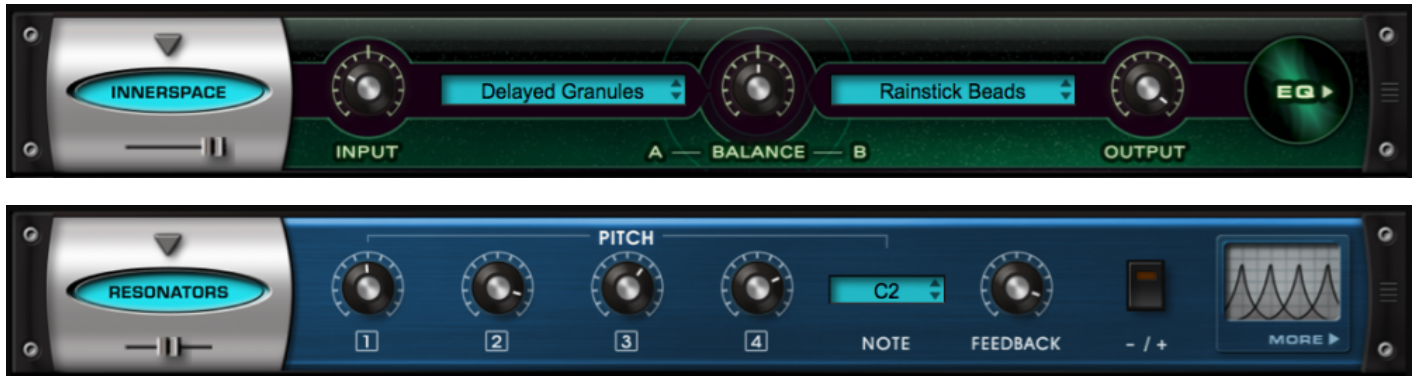 INNERSPACE
Delayed Granules
Rainstick Beads
EQ
INPUT
A — BALANCE — B
OUTPUT
PITCH
RESONATORS
C2
1 2 3 4 NOTE FEEDBACK - / + MORE